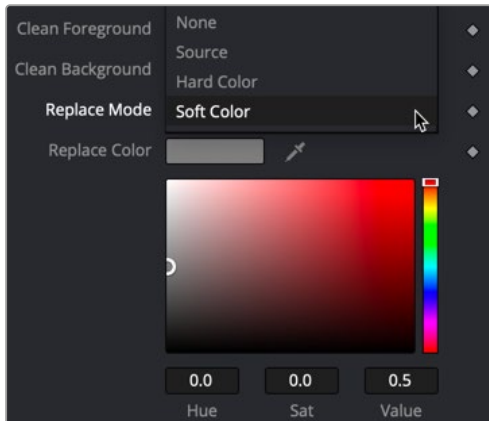 Clean Foreground
None
Source
Clean Background
Hard Color
Replace Mode
Soft Color
Replace Color
0.0
0.0
0.5
Hue
Sat
Value